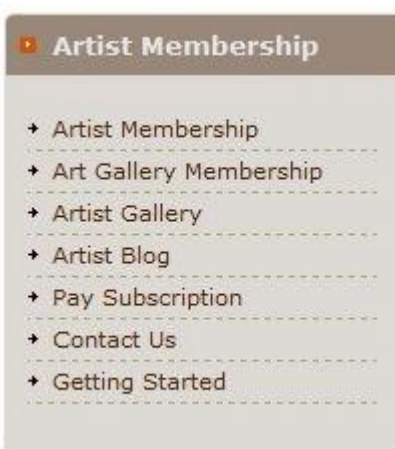 Artist Membership
Artist Membership
Art Gallery Membership
Artist Gallery
Artist Blog
Pay Subscription
Contact Us
Getting Started